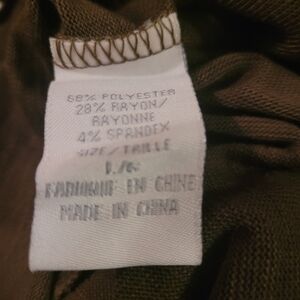 68% POLYESTER
28% RAYON/
RAYONNE
4% SPANDEX
SIZE/TAILLE
L/G
FABRIQUE EN CHINE
MADE IN CHINA